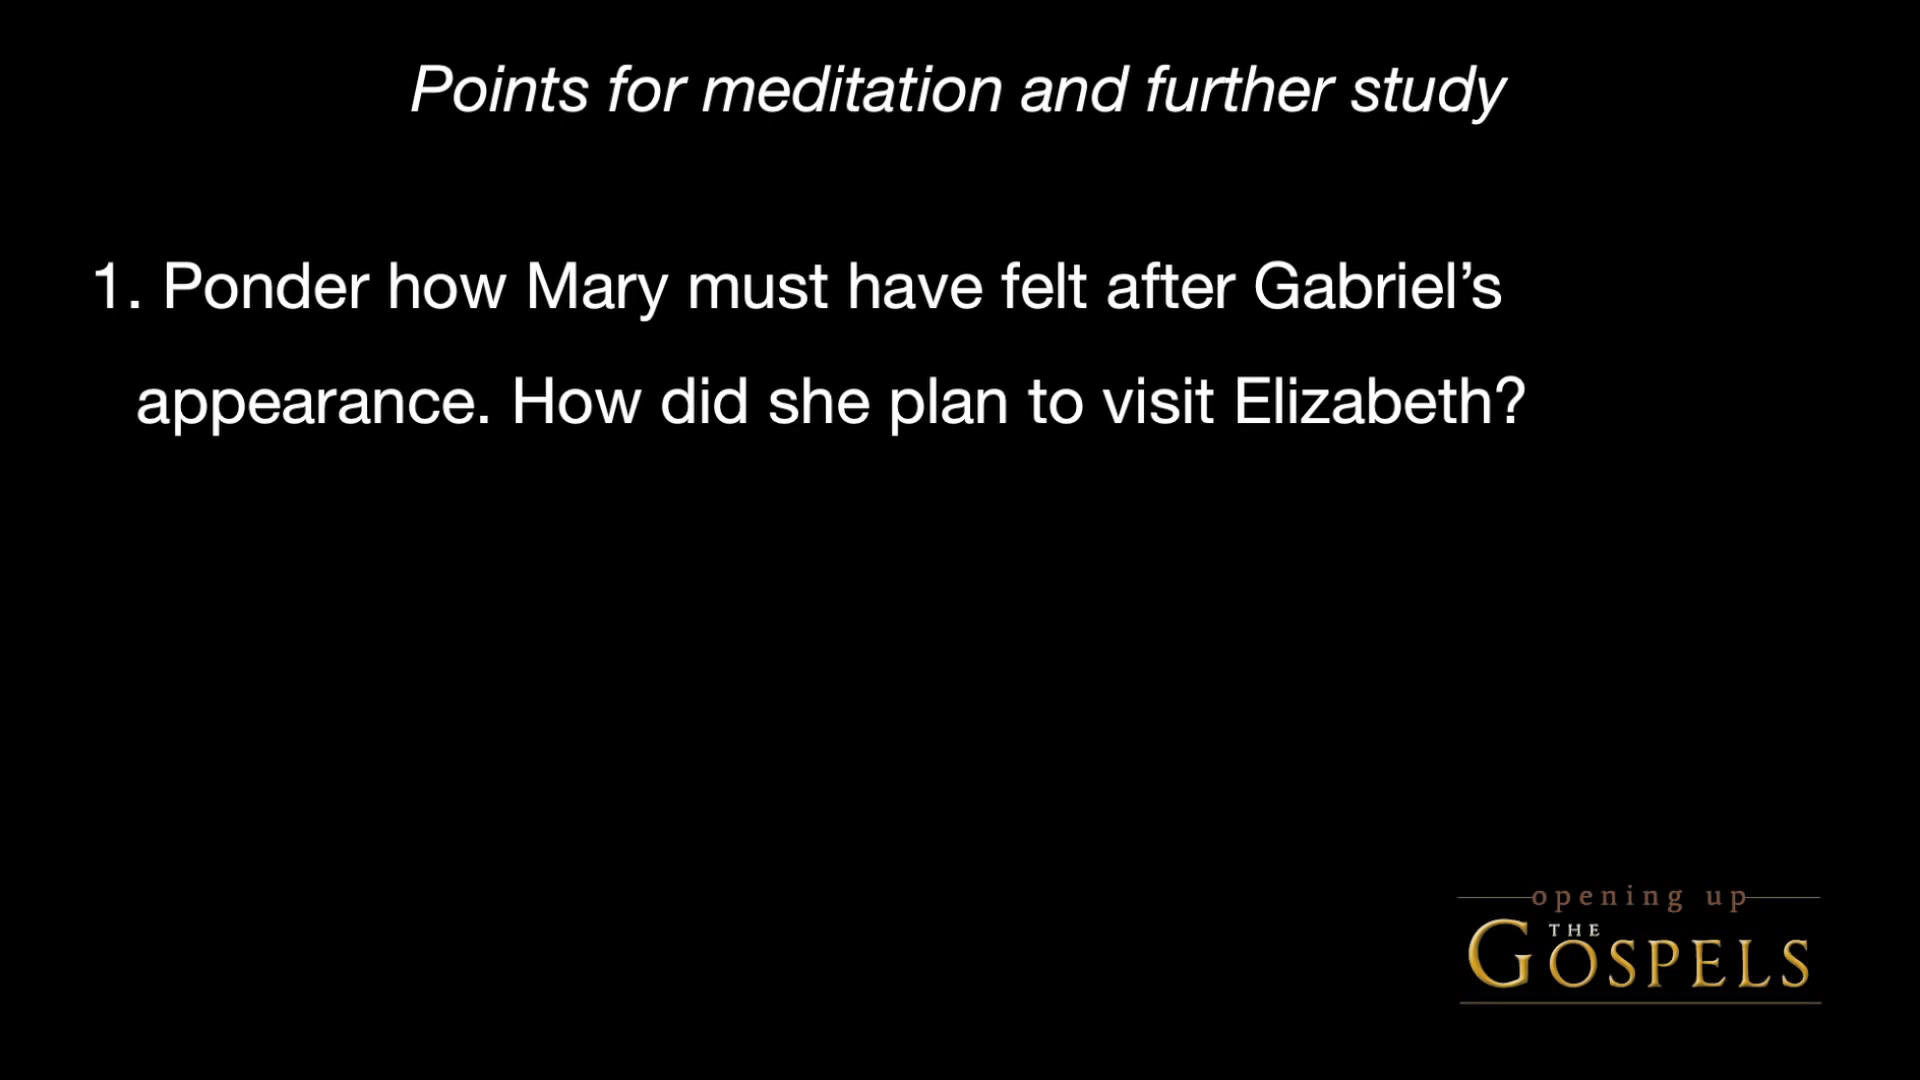 Points for meditation and further study
1. Ponder how Mary must have felt after Gabriel’s
appearance. How did she plan to visit Elizabeth?
opening up
THE
GOSPELS